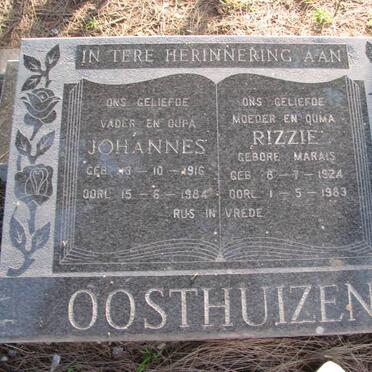 IN TERE HERINNERING AAN
ONS GELIEFDE
VADER EN OUPA
JOHANNES
GEB 13 - 10 - 1916
OORL 15 - 6 - 1984
ONS GELIEFDE
MOEDER EN OUMA
RIZZIE
GEBORE MARAIS
GEB 8 - 7 - 1924
OORL 1 - 5 - 1983
RUS IN VREDE
OOSTHUIZEN